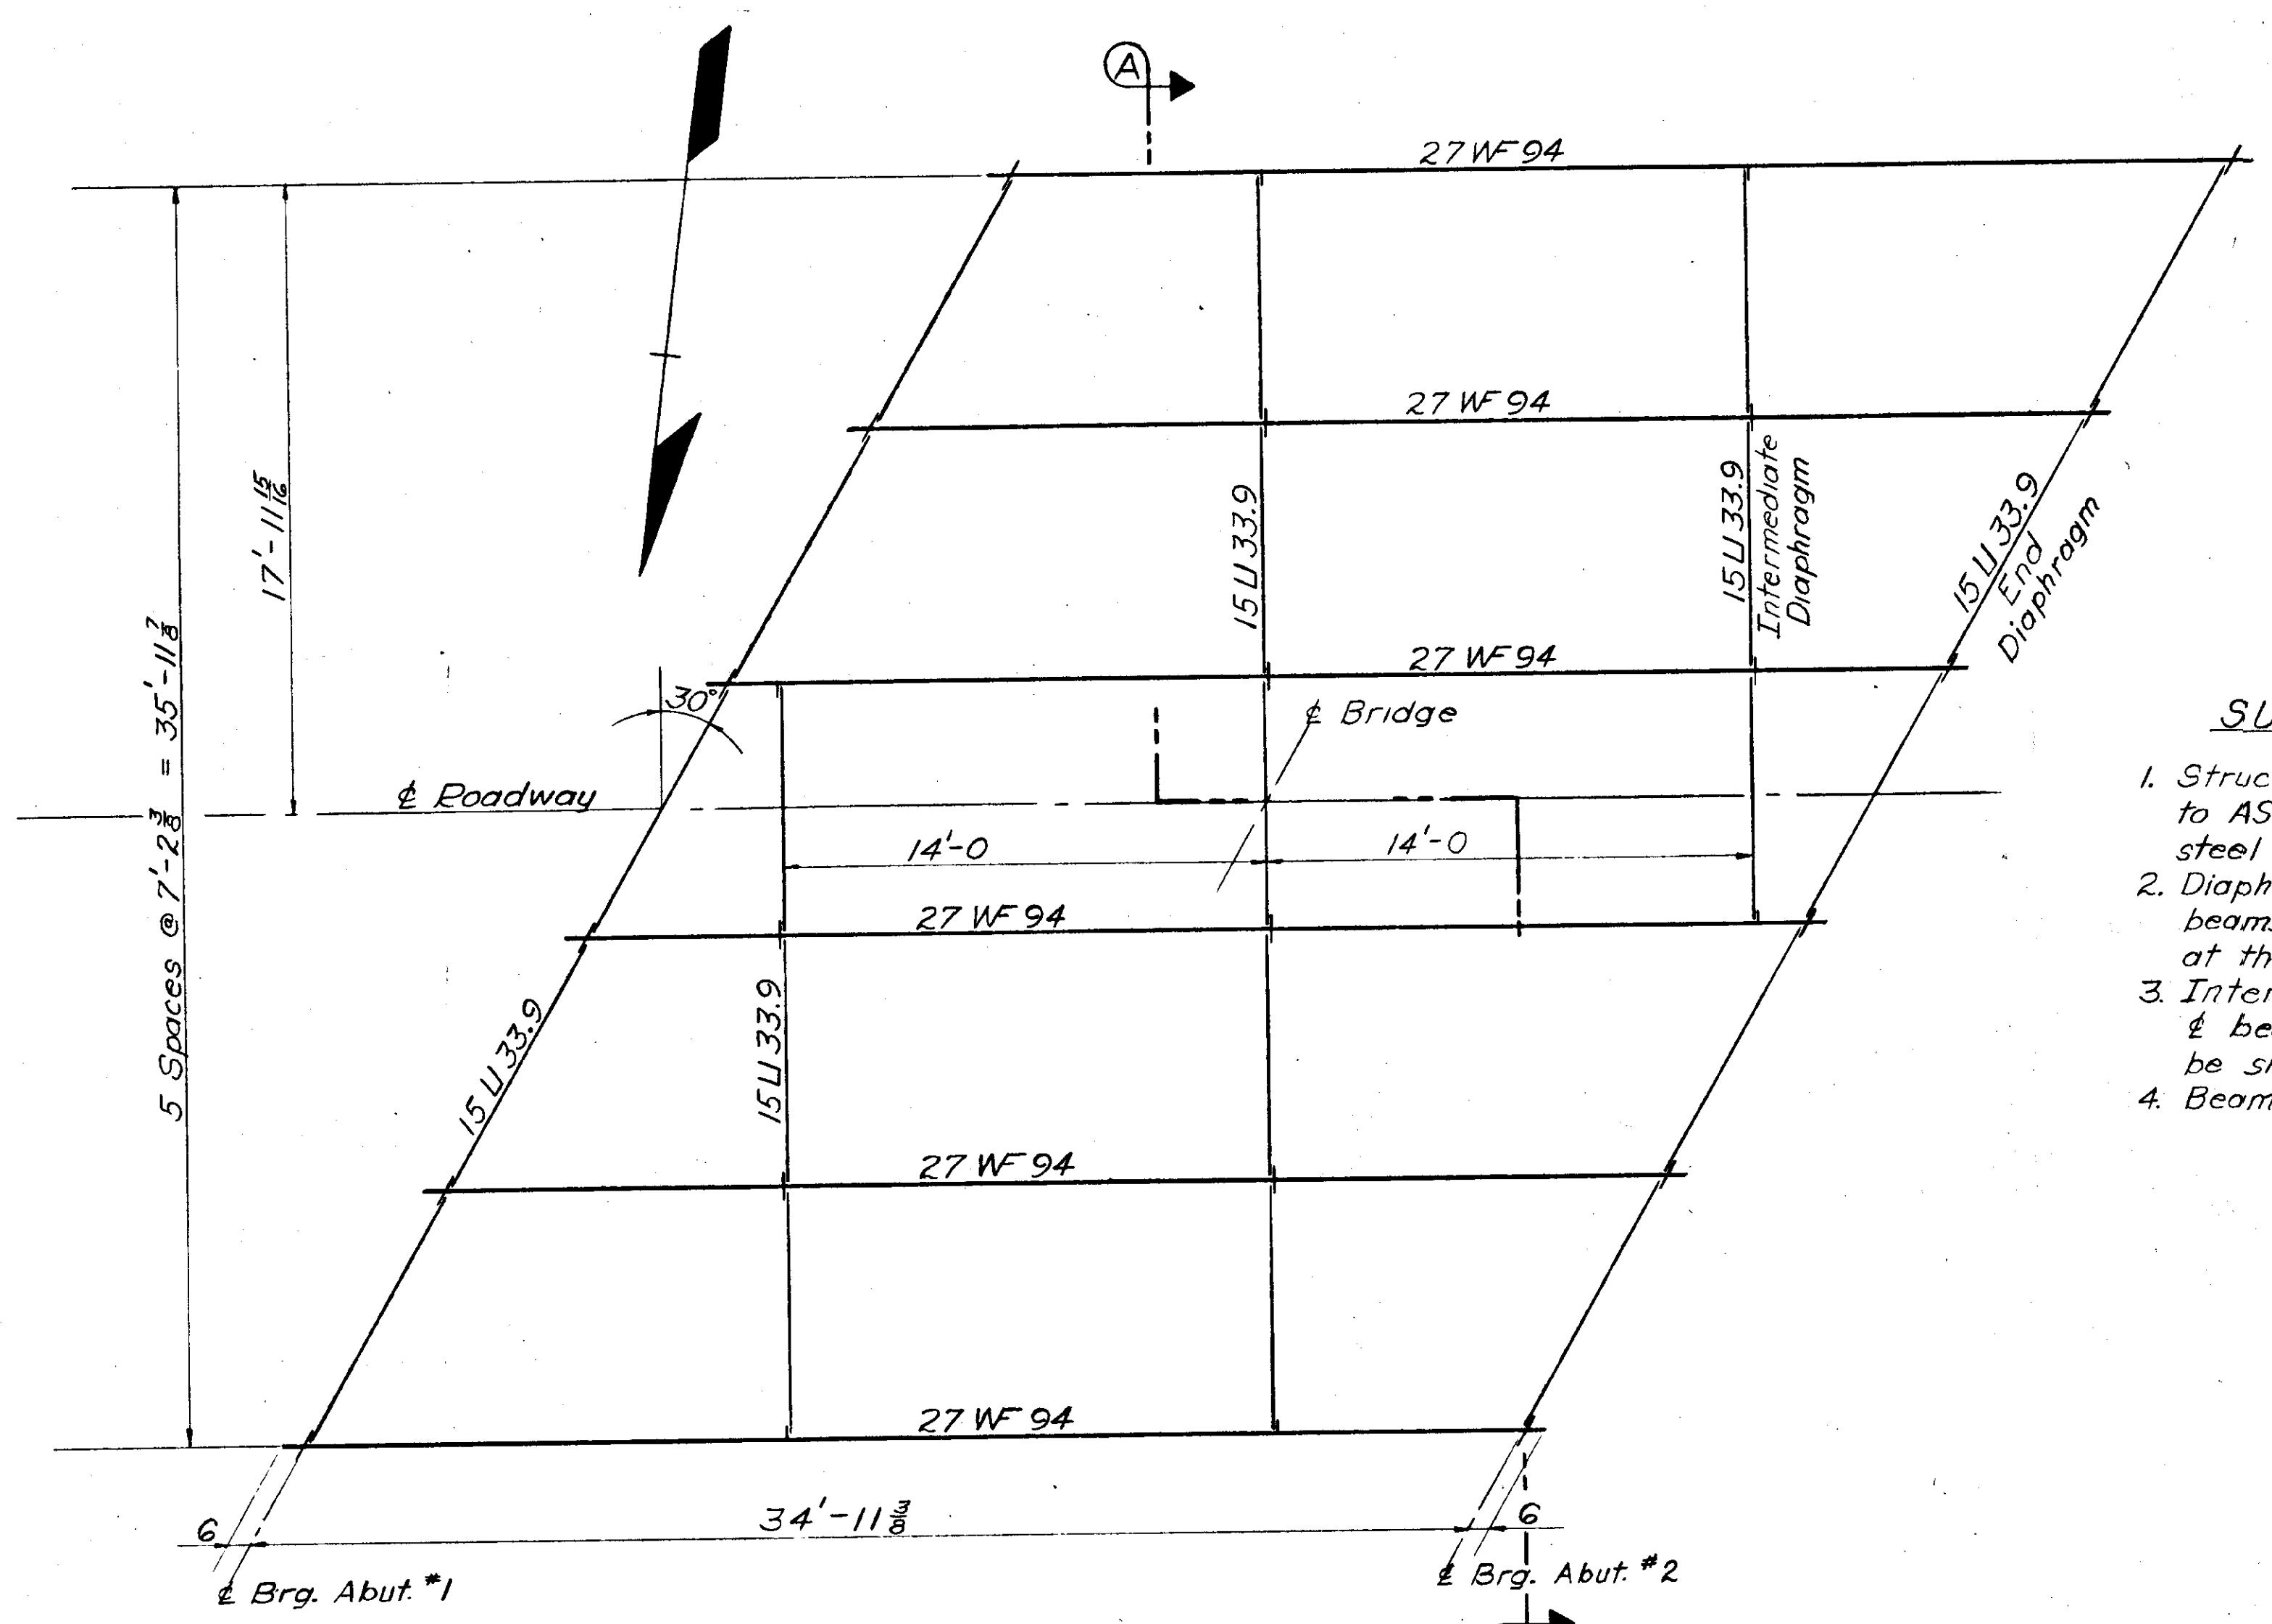 A
27 WF 94
27 WF 94
17'-11 15/16
15 ⊔ 33.9
15 ⊔ 33.9
Intermediate
Diaphragm
15 ⊔ 33.9
End
Diaphragm
5 Spaces @ 7'-2 3/8 = 35'-11 7/8
27 WF 94
30°
℄ Bridge
℄ Roadway
14'-0
14'-0
27 WF 94
15 ⊔ 33.9
15 ⊔ 33.9
27 WF 94
27 WF 94
6
34'-11 3/8
6
℄ Brg. Abut. #1
℄ Brg. Abut. #2
SU
1. Struc
to AS
steel
2. Diaph
beams
at th
3. Inter
℄ be
be s
4. Beam